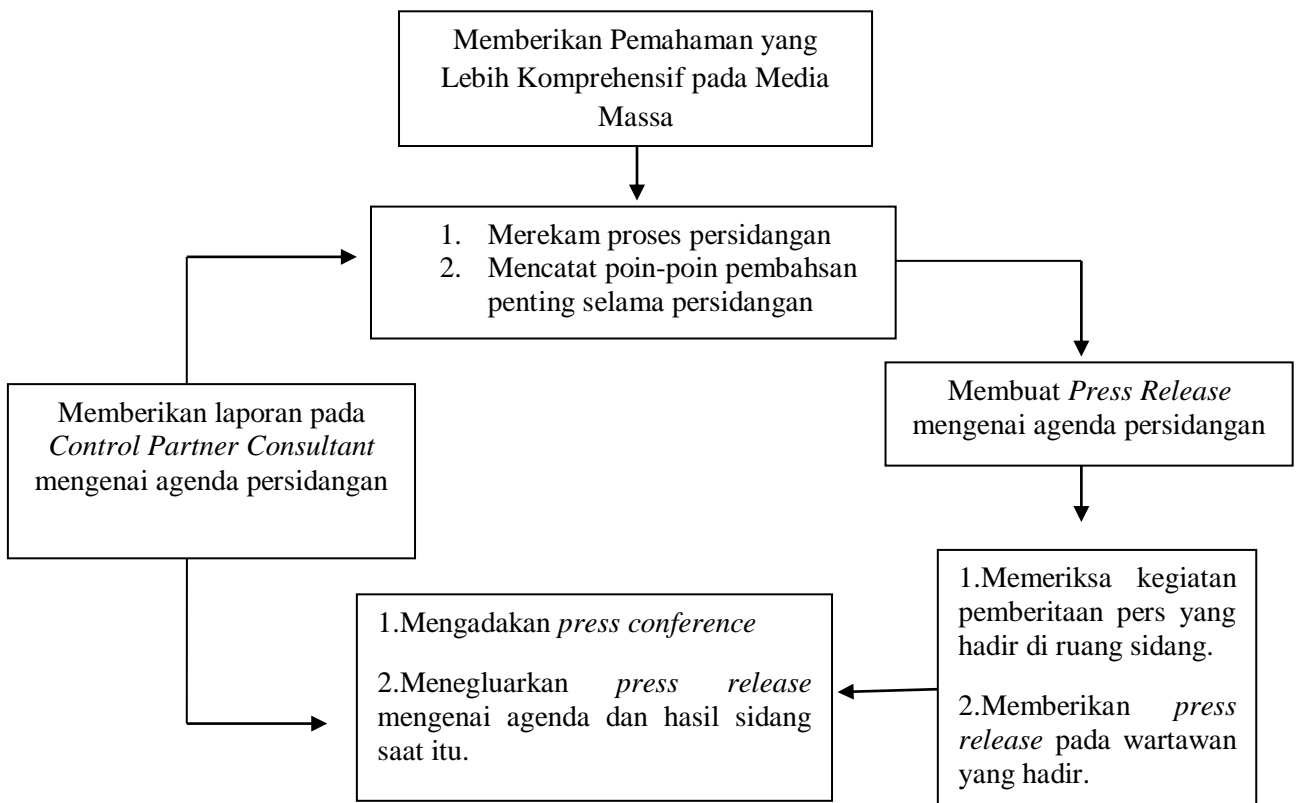 Memberikan Pemahaman yang
Lebih Komprehensif pada Media
Massa
1. Merekam proses persidangan
2. Mencatat poin-poin pembahsan
penting selama persidangan
Membuat Press Release
mengenai agenda persidangan
Memberikan laporan pada
Control Partner Consultant
mengenai agenda persidangan
1.Memeriksa kegiatan
pemberitaan pers yang
hadir di ruang sidang.
2.Memberikan press
release pada wartawan
yang hadir.
1.Mengadakan press conference
2.Menegluarkan press release
mengenai agenda dan hasil sidang
saat itu.